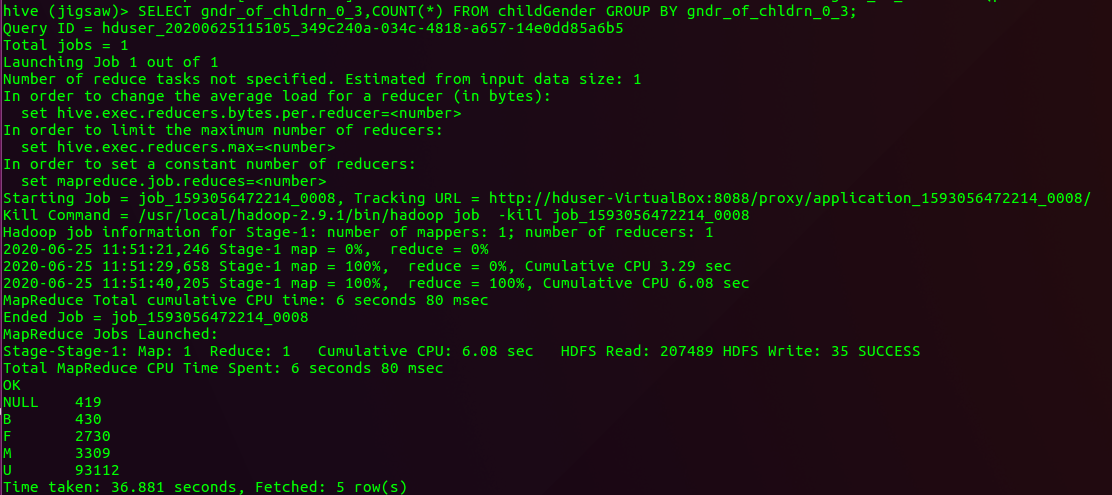 hive (jigsaw)> SELECT gndr_of_chldrn_0_3,COUNT(*) FROM childGender GROUP BY gndr_of_chldrn_0_3;
Query ID = hduser_20200625115105_349c240a-034c-4818-a657-14e0dd85a6b5
Total jobs = 1
Launching Job 1 out of 1
Number of reduce tasks not specified. Estimated from input data size: 1
In order to change the average load for a reducer (in bytes):
  set hive.exec.reducers.bytes.per.reducer=<number>
In order to limit the maximum number of reducers:
  set hive.exec.reducers.max=<number>
In order to set a constant number of reducers:
  set mapreduce.job.reduces=<number>
Starting Job = job_1593056472214_0008, Tracking URL = http://hduser-VirtualBox:8088/proxy/application_1593056472214_0008/
Kill Command = /usr/local/hadoop-2.9.1/bin/hadoop job  -kill job_1593056472214_0008
Hadoop job information for Stage-1: number of mappers: 1; number of reducers: 1
2020-06-25 11:51:21,246 Stage-1 map = 0%,  reduce = 0%
2020-06-25 11:51:29,658 Stage-1 map = 100%,  reduce = 0%, Cumulative CPU 3.29 sec
2020-06-25 11:51:40,205 Stage-1 map = 100%,  reduce = 100%, Cumulative CPU 6.08 sec
MapReduce Total cumulative CPU time: 6 seconds 80 msec
Ended Job = job_1593056472214_0008
MapReduce Jobs Launched:
Stage-Stage-1: Map: 1  Reduce: 1   Cumulative CPU: 6.08 sec   HDFS Read: 207489 HDFS Write: 35 SUCCESS
Total MapReduce CPU Time Spent: 6 seconds 80 msec
OK
NULL    419
B       430
F       2730
M       3309
U       93112
Time taken: 36.881 seconds, Fetched: 5 row(s)